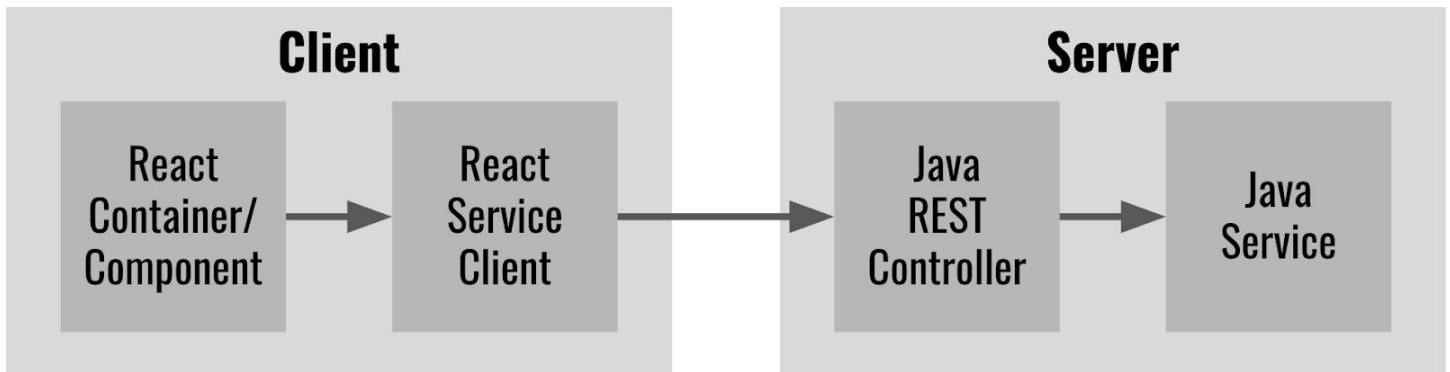 Client
React
Container/
Component
React
Service
Client
Server
Java
REST
Controller
Java
Service